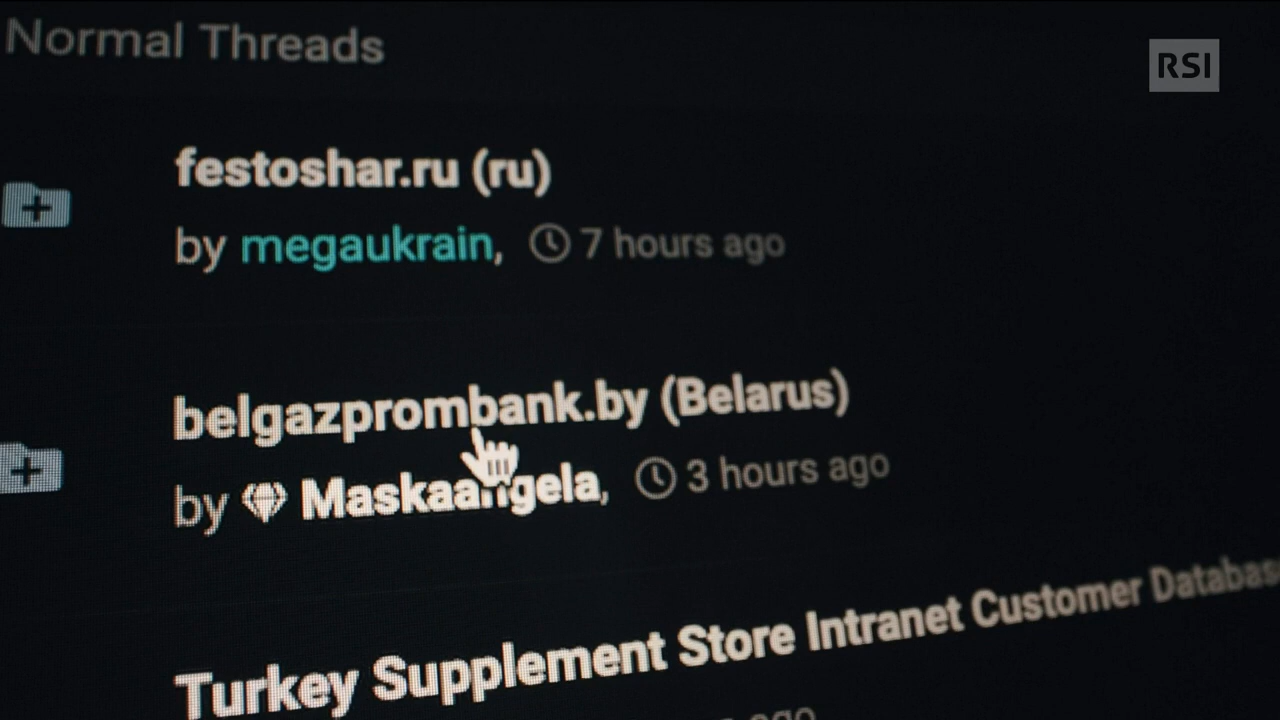 Normal Threads
RSI
festoshar.ru (ru)
by megaukrain, 7 hours ago
belgazprombank.by (Belarus)
by Maskaangela, 3 hours ago
Turkey Supplement Store Intranet Customer Databas
ago